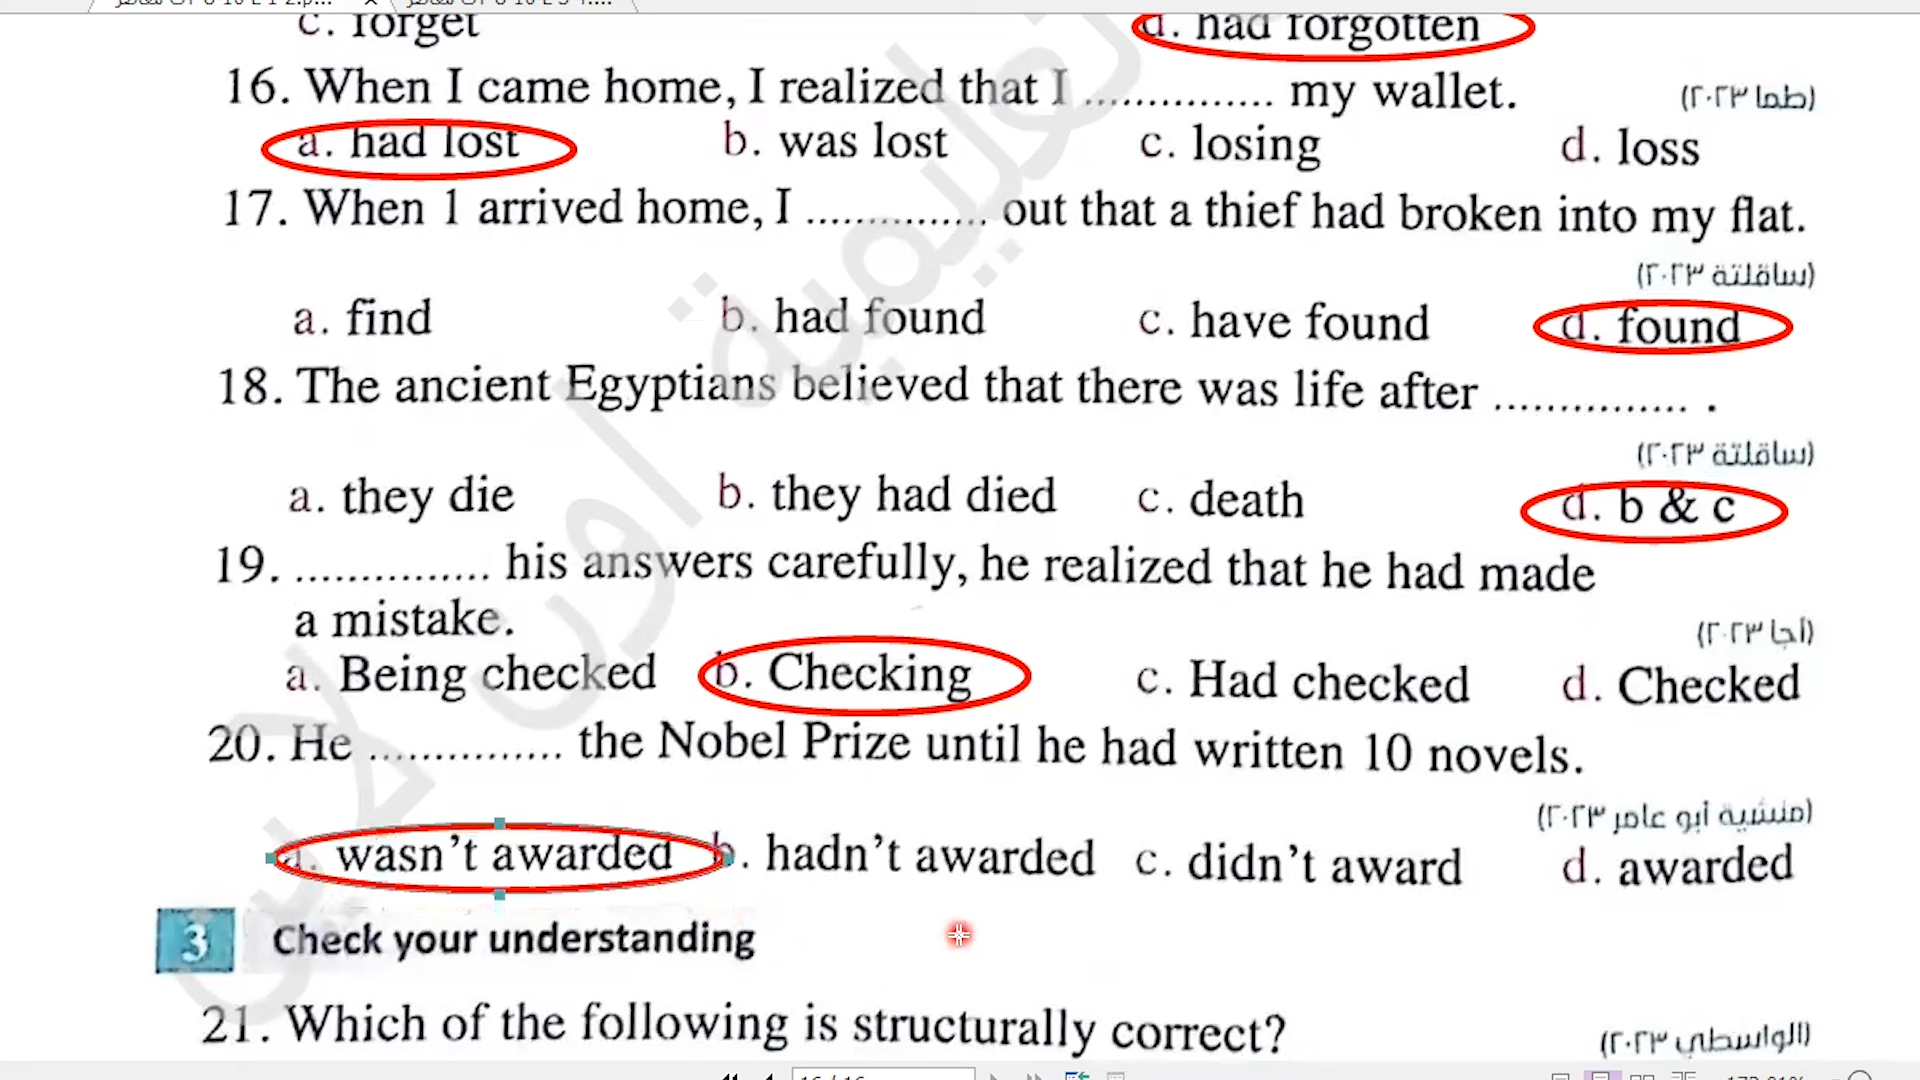 c. forget d. had forgotten
16. When I came home, I realized that I ............... my wallet. (طما ٢٠٢٣)
a. had lost b. was lost c. losing d. loss
17. When 1 arrived home, I ............... out that a thief had broken into my flat.
(ساقلتة ٢٠٢٣)
a. find b. had found c. have found d. found
18. The ancient Egyptians believed that there was life after ............... .
(ساقلتة ٢٠٢٣)
a. they die b. they had died c. death d. b & c
19. ............... his answers carefully, he realized that he had made
a mistake. (أجا ٢٠٢٣)
a. Being checked b. Checking c. Had checked d. Checked
20. He ............... the Nobel Prize until he had written 10 novels.
(منشية أبو عامر ٢٠٢٣)
a. wasn't awarded b. hadn't awarded c. didn't award d. awarded
3 Check your understanding
21. Which of the following is structurally correct? (الواسطي ٢٠٢٣)